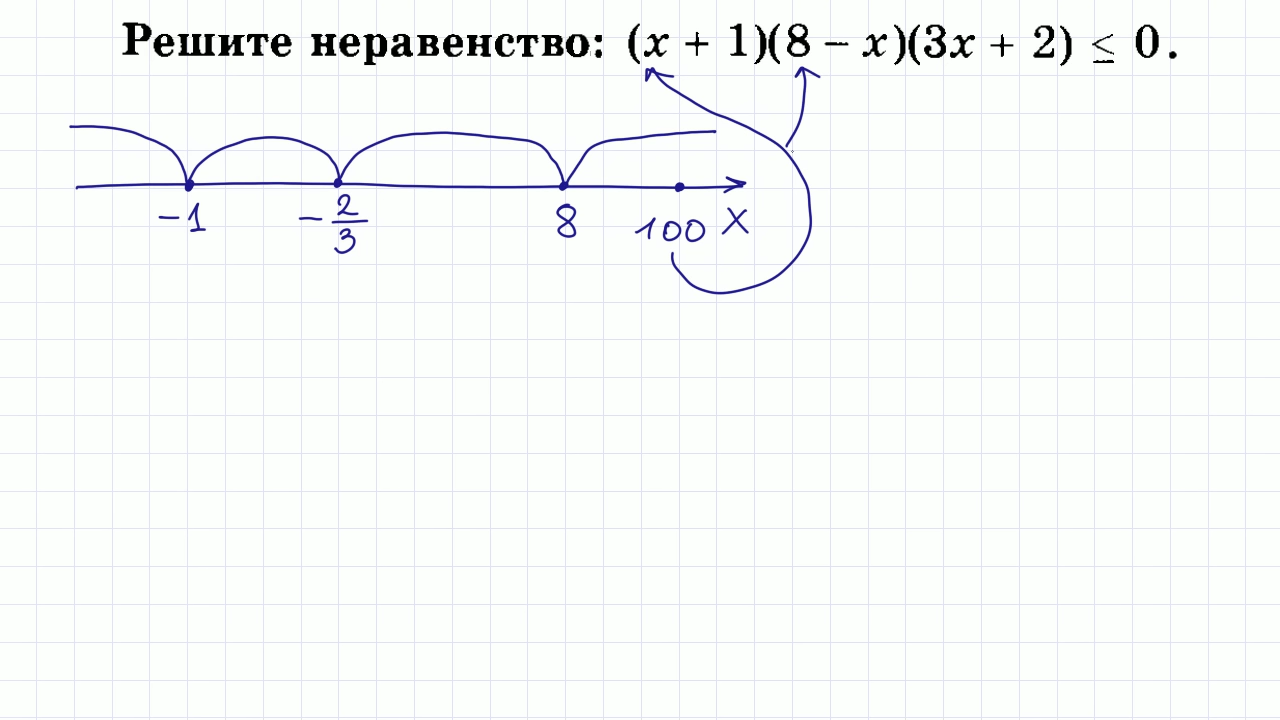 Решите неравенство: (x + 1)(8 – x)(3x + 2) ≤ 0.
-1 -2/3 8 100 X